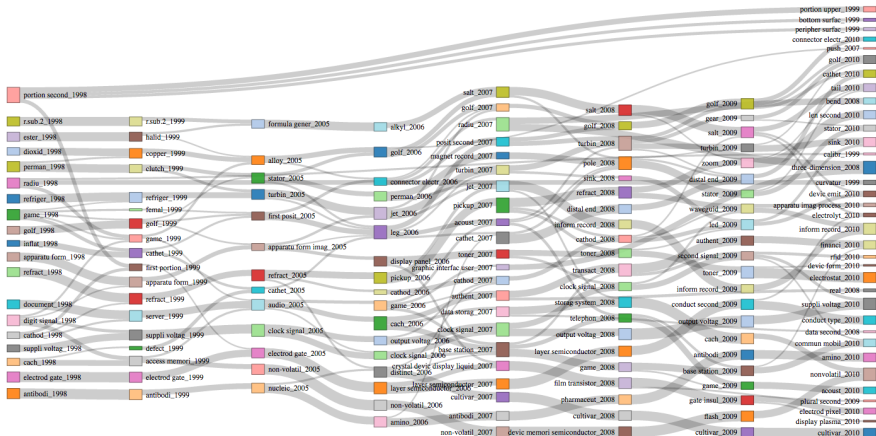 portion second_1998
r.sub.2_1998
ester_1998
dioxid_1998
perman_1998
radiu_1998
refriger_1998
game_1998
golf_1998
inflat_1998
apparatu form_1998
refract_1998
document_1998
digit signal_1998
cathod_1998
suppli voltag_1998
cach_1998
electrod gate_1998
antibodi_1998
r.sub.2_1999
halid_1999
copper_1999
clutch_1999
refriger_1999
femal_1999
golf_1999
game_1999
cathet_1999
first portion_1999
apparatu form_1999
refract_1999
server_1999
suppli voltag_1999
defect_1999
access memori_1999
electrod gate_1999
antibodi_1999
formula gener_2005
alloy_2005
stator_2005
turbin_2005
first posit_2005
apparatu form imag_2005
refract_2005
cathet_2005
audio_2005
clock signal_2005
electrod gate_2005
non-volatil_2005
nucleic_2005
alkyl_2006
golf_2006
connector electr_2006
perman_2006
jet_2006
leg_2006
display panel_2006
pickup_2006
cathod_2006
game_2006
cach_2006
output voltag_2006
clock signal_2006
distinct_2006
layer semiconductor_2006
non-volatil_2006
amino_2006
salt_2007
golf_2007
radiu_2007
posit second_2007
magnet record_2007
turbin_2007
jet_2007
pickup_2007
acoust_2007
cathet_2007
toner_2007
graphic interfac user_2007
cathod_2007
authent_2007
data storag_2007
clock signal_2007
base station_2007
crystal devic display liquid_2007
layer semiconductor_2007
cultivar_2007
antibodi_2007
non-volatil_2007
salt_2008
golf_2008
turbin_2008
pole_2008
sink_2008
refract_2008
distal end_2008
inform record_2008
cathod_2008
toner_2008
transact_2008
clock signal_2008
storag system_2008
telephon_2008
output voltag_2008
layer semiconductor_2008
game_2008
film transistor_2008
pharmaceut_2008
cultivar_2008
devic memori semiconductor_2008
golf_2009
gear_2009
salt_2009
turbin_2009
zoom_2009
distal end_2009
stator_2009
waveguid_2009
led_2009
authent_2009
second signal_2009
toner_2009
inform record_2009
conduct second_2009
output voltag_2009
cach_2009
antibodi_2009
base station_2009
game_2009
gate insul_2009
flash_2009
cultivar_2009
portion upper_1999
bottom surfac_1999
peripher surfac_1999
connector electr_2010
push_2007
golf_2010
cathet_2010
tail_2010
bend_2008
len second_2010
stator_2010
sink_2010
calibr_1999
three-dimension_2008
curvatur_1999
devic emit_2010
apparatu imag process_2010
electrolyt_2010
inform record_2010
financi_2010
rfid_2010
devic form_2010
electrostat_2010
real_2008
suppli voltag_2010
conduct type_2010
data second_2008
commun mobil_2010
amino_2010
nonvolatil_2010
acoust_2010
plural second_2009
electrod pixel_2010
display plasma_2010
cultivar_2010